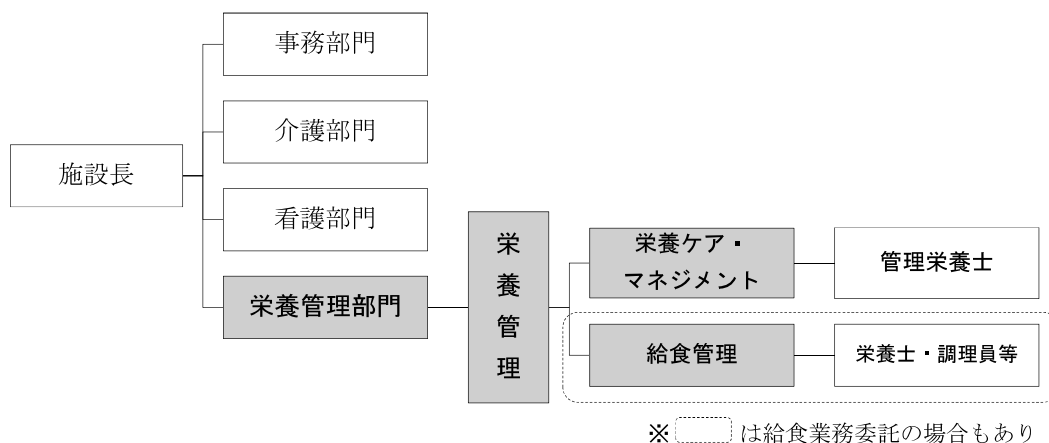 事務部門
介護部門
施設長
看護部門
栄養管理部門
栄養管理
栄養ケア・
マネジメント
管理栄養士
給食管理
栄養士・調理員等
※ は給食業務委託の場合もあり